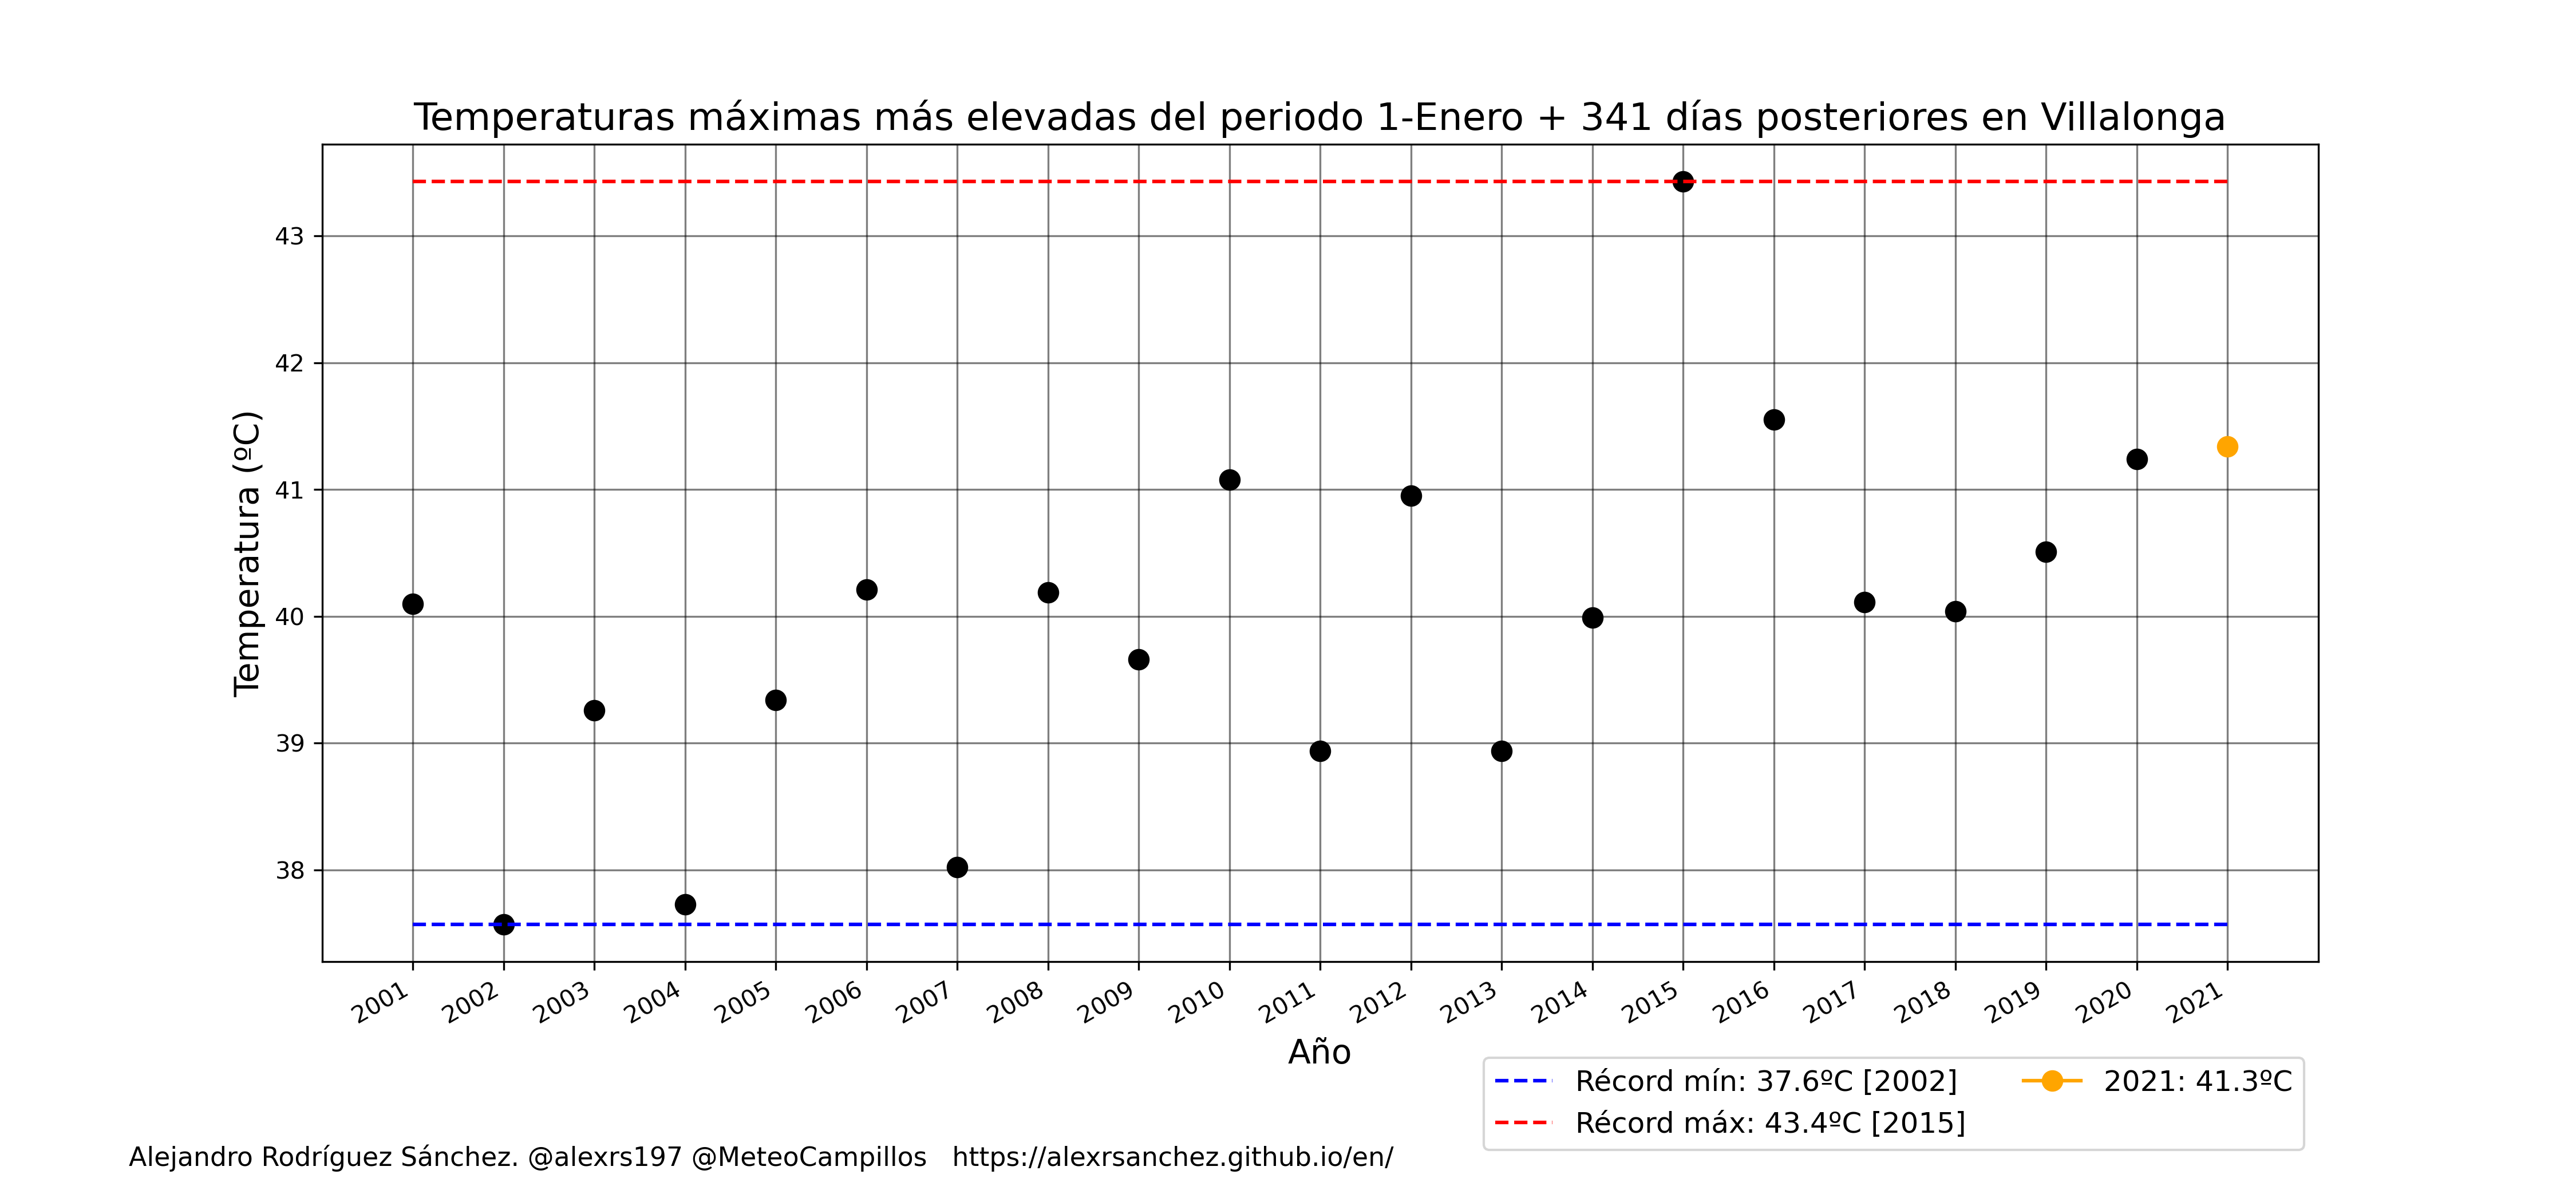 Temperaturas máximas más elevadas del periodo 1-Enero + 341 días posteriores en Villalonga
Temperatura (ºC)
43
42
41
40
39
38
2001 2002 2003 2004 2005 2006 2007 2008 2009 2010 2011 2012 2013 2014 2015 2016 2017 2018 2019 2020 2021
Año
Récord mín: 37.6ºC [2002]
Récord máx: 43.4ºC [2015]
2021: 41.3ºC
Alejandro Rodríguez Sánchez. @alexrs197 @MeteoCampillos https://alexrsanchez.github.io/en/